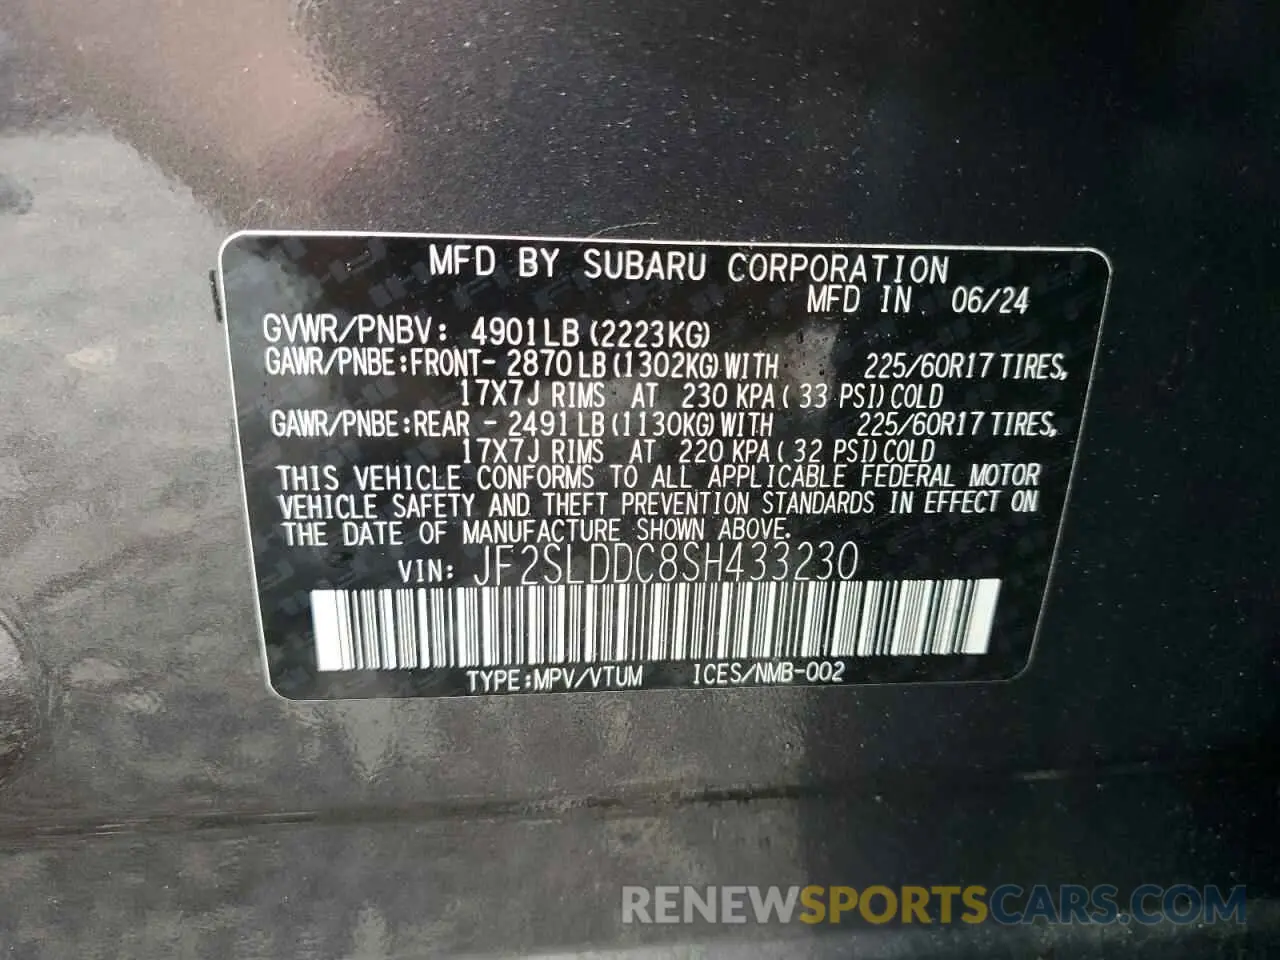 MFD BY SUBARU CORPORATION
MFD IN 06/24
GVWR/PNBV: 4901LB (2223KG)
GAWR/PNBE:FRONT- 2870LB (1302KG) WITH 225/60R17 TIRES,
17X7J RIMS AT 230 KPA ( 33 PSI) COLD
GAWR/PNBE:REAR - 2491LB (1130KG) WITH 225/60R17 TIRES,
17X7J RIMS AT 220 KPA ( 32 PSI) COLD
THIS VEHICLE CONFORMS TO ALL APPLICABLE FEDERAL MOTOR
VEHICLE SAFETY AND THEFT PREVENTION STANDARDS IN EFFECT ON
THE DATE OF MANUFACTURE SHOWN ABOVE.
VIN: JF2SLDDC8SH433230
TYPE:MPV/VTUM ICES/NMB-002
RENEWSPORTSCARS.COM